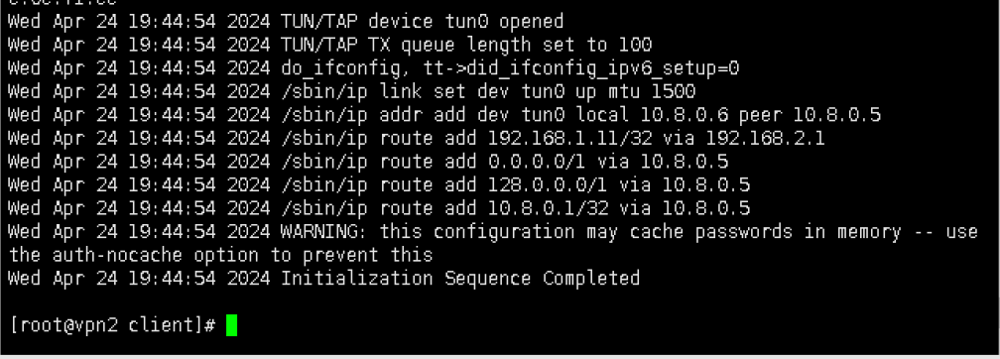 Wed Apr 24 19:44:54 2024 TUN/TAP device tun0 opened
Wed Apr 24 19:44:54 2024 TUN/TAP TX queue length set to 100
Wed Apr 24 19:44:54 2024 do_ifconfig, tt->did_ifconfig_ipv6_setup=0
Wed Apr 24 19:44:54 2024 /sbin/ip link set dev tun0 up mtu 1500
Wed Apr 24 19:44:54 2024 /sbin/ip addr add dev tun0 local 10.8.0.6 peer 10.8.0.5
Wed Apr 24 19:44:54 2024 /sbin/ip route add 192.168.1.11/32 via 192.168.2.1
Wed Apr 24 19:44:54 2024 /sbin/ip route add 0.0.0.0/1 via 10.8.0.5
Wed Apr 24 19:44:54 2024 /sbin/ip route add 128.0.0.0/1 via 10.8.0.5
Wed Apr 24 19:44:54 2024 /sbin/ip route add 10.8.0.1/32 via 10.8.0.5
Wed Apr 24 19:44:54 2024 WARNING: this configuration may cache passwords in memory -- use
the auth-nocache option to prevent this
Wed Apr 24 19:44:54 2024 Initialization Sequence Completed
[root@vpn2 client]#